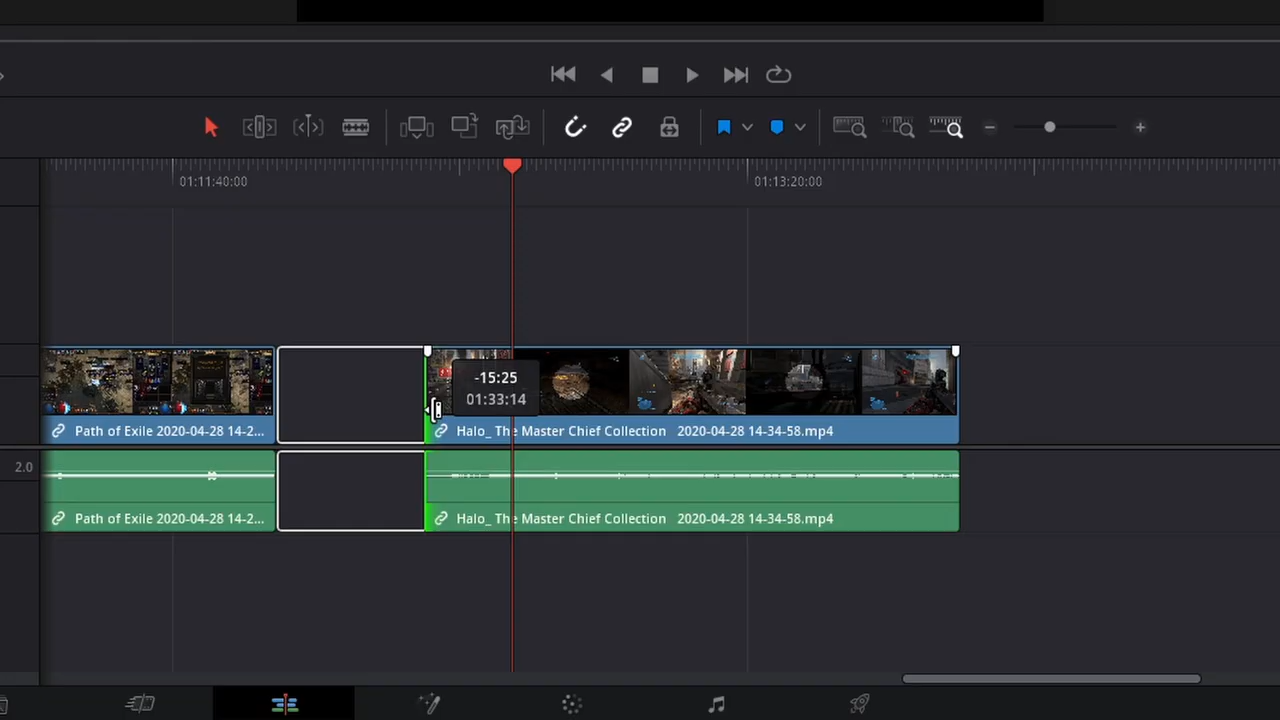 01:11:40:00
01:13:20:00
-15:25
01:33:14
Path of Exile 2020-04-28 14-2...
Halo_ The Master Chief Collection 2020-04-28 14-34-58.mp4
2.0
Path of Exile 2020-04-28 14-2...
Halo_ The Master Chief Collection 2020-04-28 14-34-58.mp4